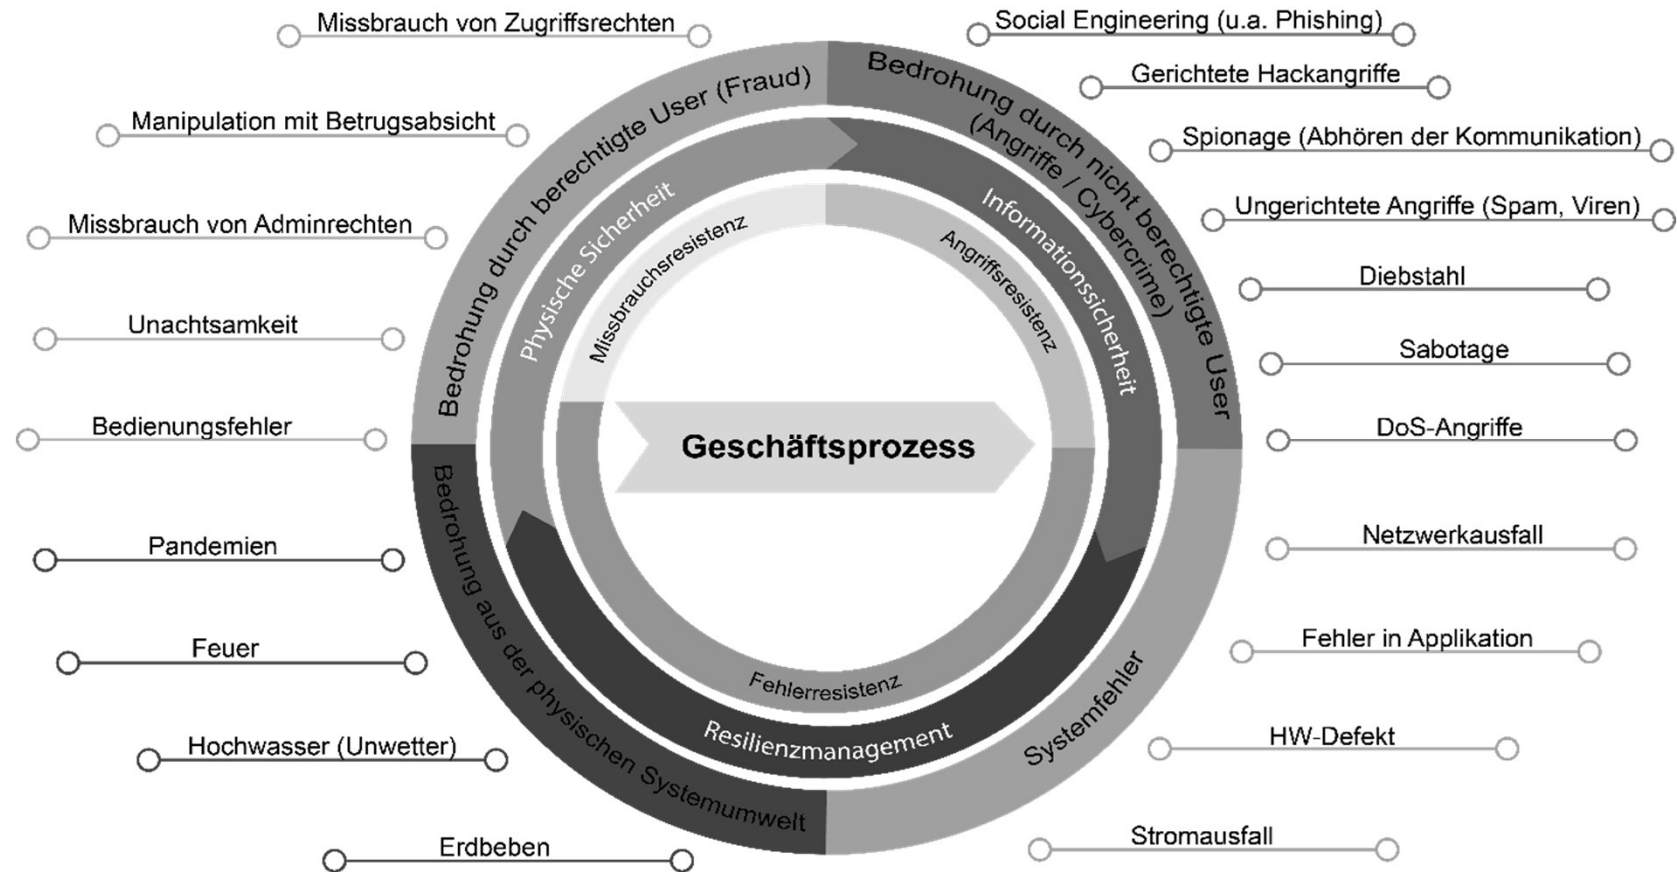 Missbrauch von Zugriffsrechten
Manipulation mit Betrugsabsicht
Missbrauch von Adminrechten
Unachtsamkeit
Bedienungsfehler
Pandemien
Feuer
Hochwasser (Unwetter)
Erdbeben
Bedrohung durch berechtigte User (Fraud)
Bedrohung durch nicht berechtigte User
(Angriffe / Cybercrime)
Bedrohung aus der physischen Systemumwelt
Systemfehler
Physische Sicherheit
Informationssicherheit
Resilienzmanagement
Missbrauchsresistenz
Angriffsresistenz
Fehlerresistenz
Geschäftsprozess
Social Engineering (u.a. Phishing)
Gerichtete Hackangriffe
Spionage (Abhören der Kommunikation)
Ungerichtete Angriffe (Spam, Viren)
Diebstahl
Sabotage
DoS-Angriffe
Netzwerkausfall
Fehler in Applikation
HW-Defekt
Stromausfall